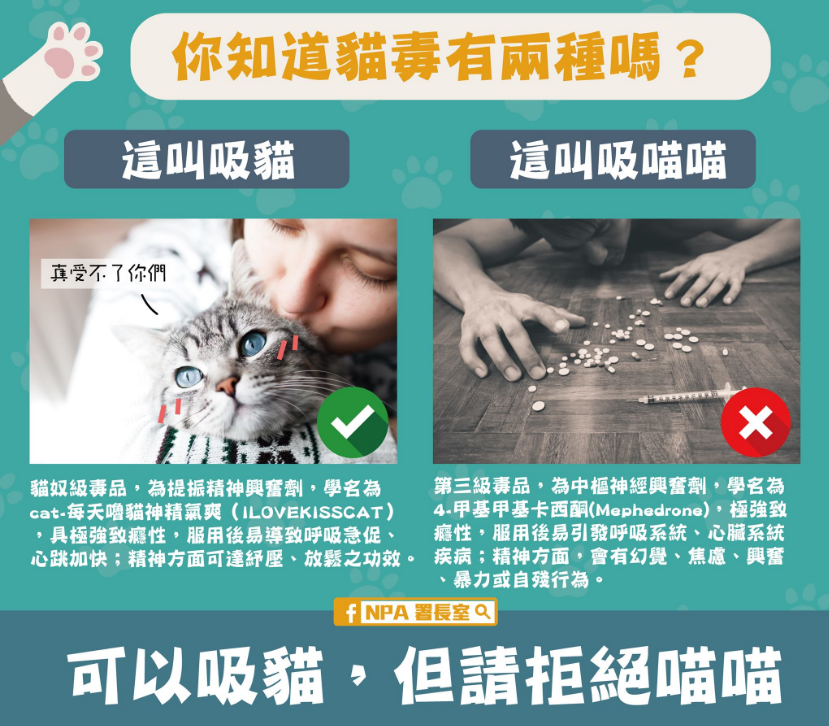 你知道貓毒有兩種嗎？
這叫吸貓
這叫吸喵喵
真受不了你們
貓奴級毒品，為提振精神興奮劑，學名為
cat-每天嚕貓神精氣爽（ILOVEKISSCAT）
，具極強致癮性，服用後易導致呼吸急促、
心跳加快；精神方面可達紓壓、放鬆之功效。
第三級毒品，為中樞神經興奮劑，學名為
4-甲基甲基卡西酮(Mephedrone)，極強致
癮性，服用後易引發呼吸系統、心臟系統
疾病；精神方面，會有幻覺、焦慮、興奮
、暴力或自殘行為。
f NPA 署長室
可以吸貓，但請拒絕喵喵